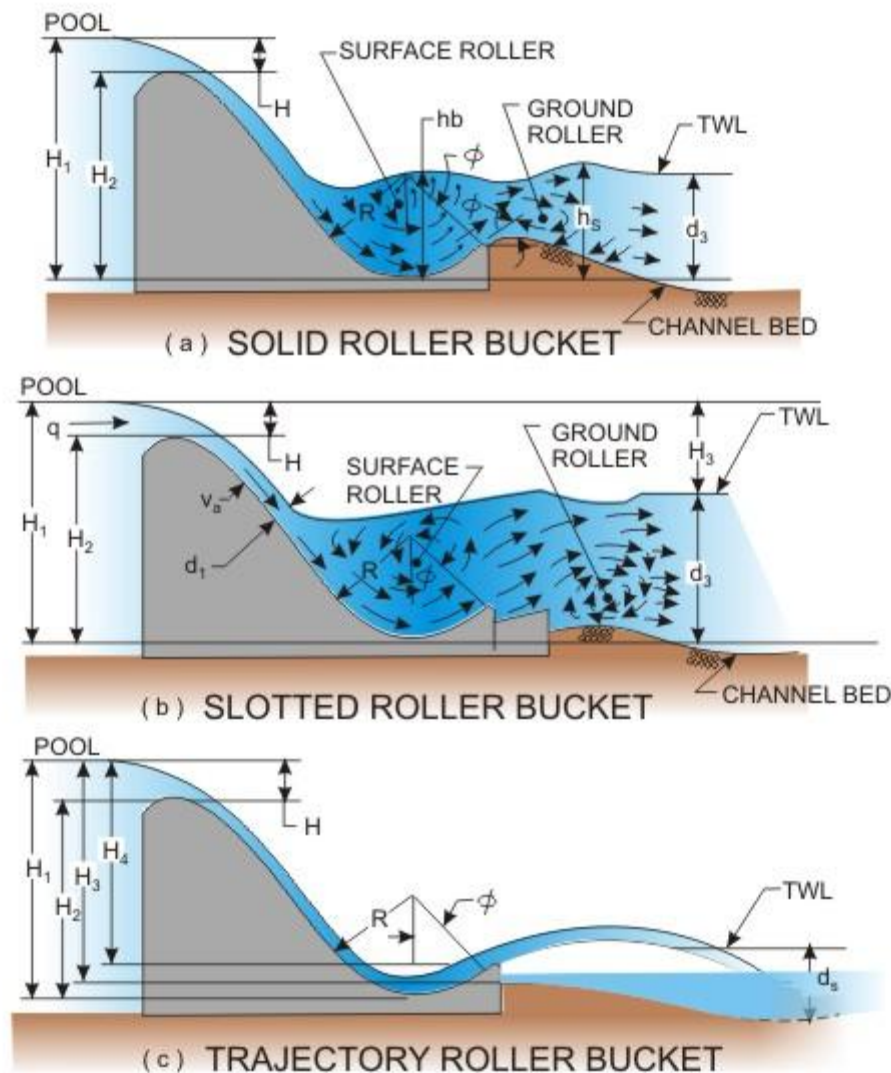 POOL
SURFACE ROLLER
H
hb
GROUND
ROLLER
TWL
ϕ
H₁
H₂
R
ϕ
hₛ
d₃
CHANNEL BED
( a ) SOLID ROLLER BUCKET
POOL
q
H
SURFACE
ROLLER
GROUND
ROLLER
H₃
TWL
vₐ
H₁
H₂
d₁
R
ϕ
d₃
CHANNEL BED
( b ) SLOTTED ROLLER BUCKET
POOL
H
H₄
H₁
H₃
H₂
R
ϕ
TWL
dₛ
( c ) TRAJECTORY ROLLER BUCKET